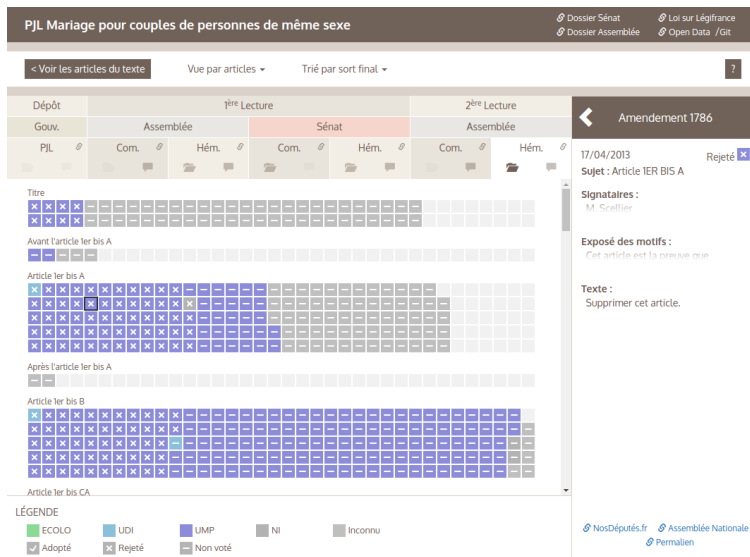 PJL Mariage pour couples de personnes de même sexe
Dossier Sénat
Loi sur Légifrance
Dossier Assemblée
Open Data /Git
< Voir les articles du texte
Vue par articles
Trié par sort final
?
Dépôt
1ère Lecture
2ère Lecture
Gouv.
Assemblée
Sénat
Assemblée
PJL
Com.
Hém.
Com.
Hém.
Com.
Hém.
Titre
Avant l'article 1er bis A
Article 1er bis A
Après l'article 1er bis A
Article 1er bis B
Article 1er bis CA
Amendement 1786
17/04/2013
Rejeté
Sujet : Article 1ER BIS A
Signataires :
M. Scellier
Exposé des motifs :
Cet article est la preuve que
Texte :
Supprimer cet article.
LÉGENDE
ECOLO
UDI
UMP
NI
Inconnu
Adopté
Rejeté
Non voté
NosDéputés.fr
Assemblée Nationale
Permalien